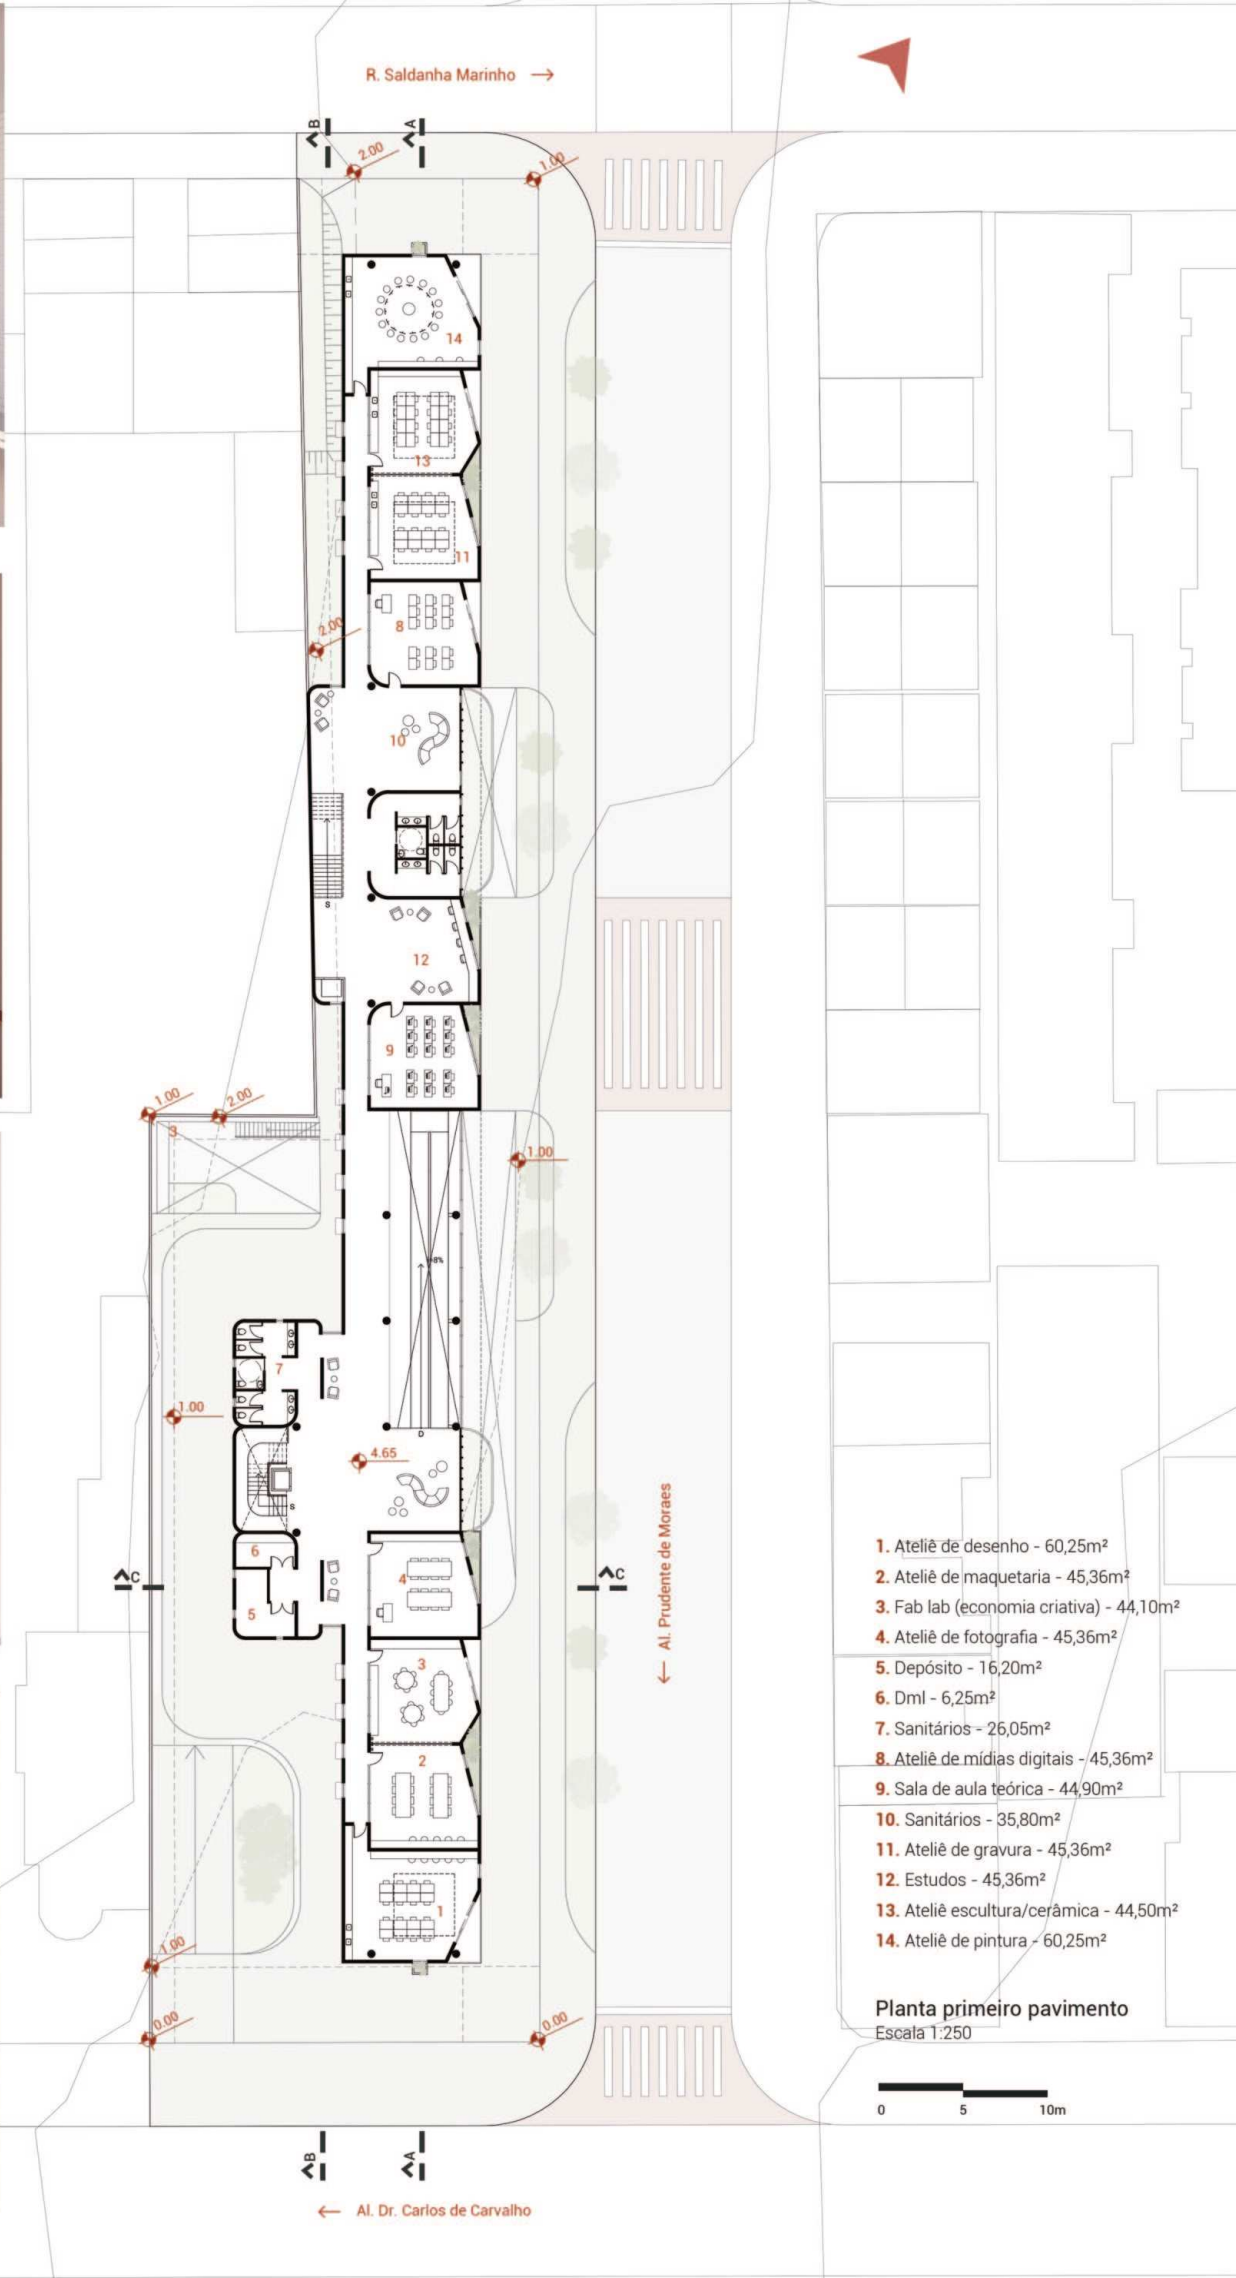 R. Saldanha Marinho →
B
A
2.00
1.00
14
13
11
8
2.00
10
S
12
9
1.00
2.00
3
1.00
8%
7
1.00
D
4.65
S
6
C
C
4
5
Al. Prudente de Moraes
3
2
1
1.00
0.00
0.00
B
A
← Al. Dr. Carlos de Carvalho
1. Ateliê de desenho - 60,25m²
2. Ateliê de maquetaria - 45,36m²
3. Fab lab (economia criativa) - 44,10m²
4. Ateliê de fotografia - 45,36m²
5. Depósito - 16,20m²
6. Dml - 6,25m²
7. Sanitários - 26,05m²
8. Ateliê de mídias digitais - 45,36m²
9. Sala de aula teórica - 44,90m²
10. Sanitários - 35,80m²
11. Ateliê de gravura - 45,36m²
12. Estudos - 45,36m²
13. Ateliê escultura/cerâmica - 44,50m²
14. Ateliê de pintura - 60,25m²
Planta primeiro pavimento
Escala 1:250
0 5 10m